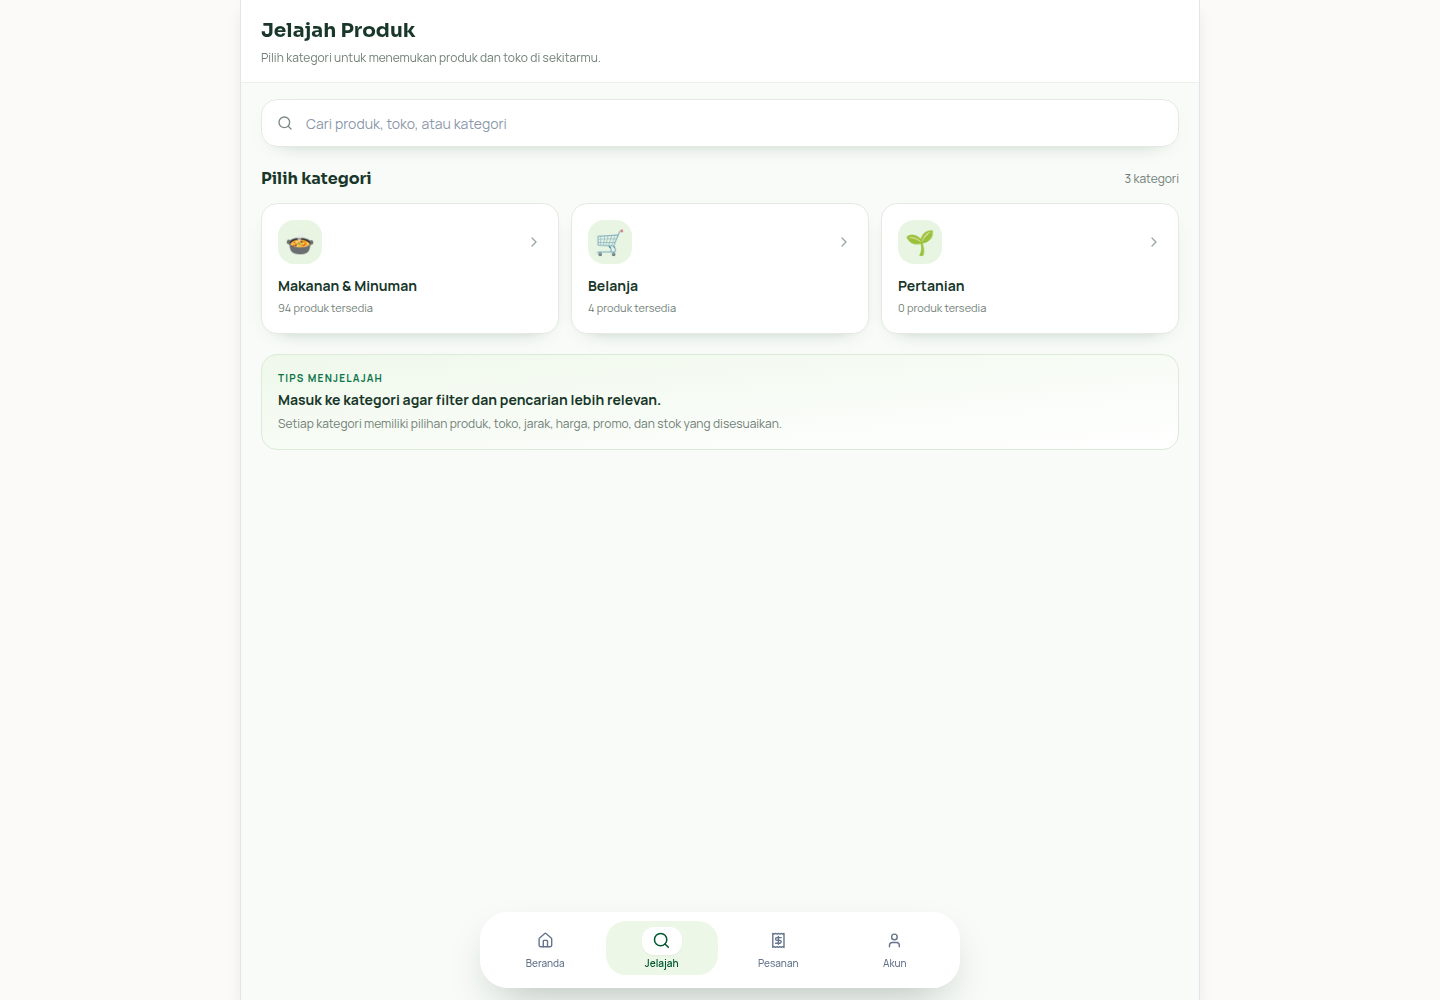 Jelajah Produk
Pilih kategori untuk menemukan produk dan toko di sekitarmu.
Cari produk, toko, atau kategori
Pilih kategori
3 kategori
Makanan & Minuman
94 produk tersedia
Belanja
4 produk tersedia
Pertanian
0 produk tersedia
TIPS MENJELAJAH
Masuk ke kategori agar filter dan pencarian lebih relevan.
Setiap kategori memiliki pilihan produk, toko, jarak, harga, promo, dan stok yang disesuaikan.
Beranda
Jelajah
Pesanan
Akun